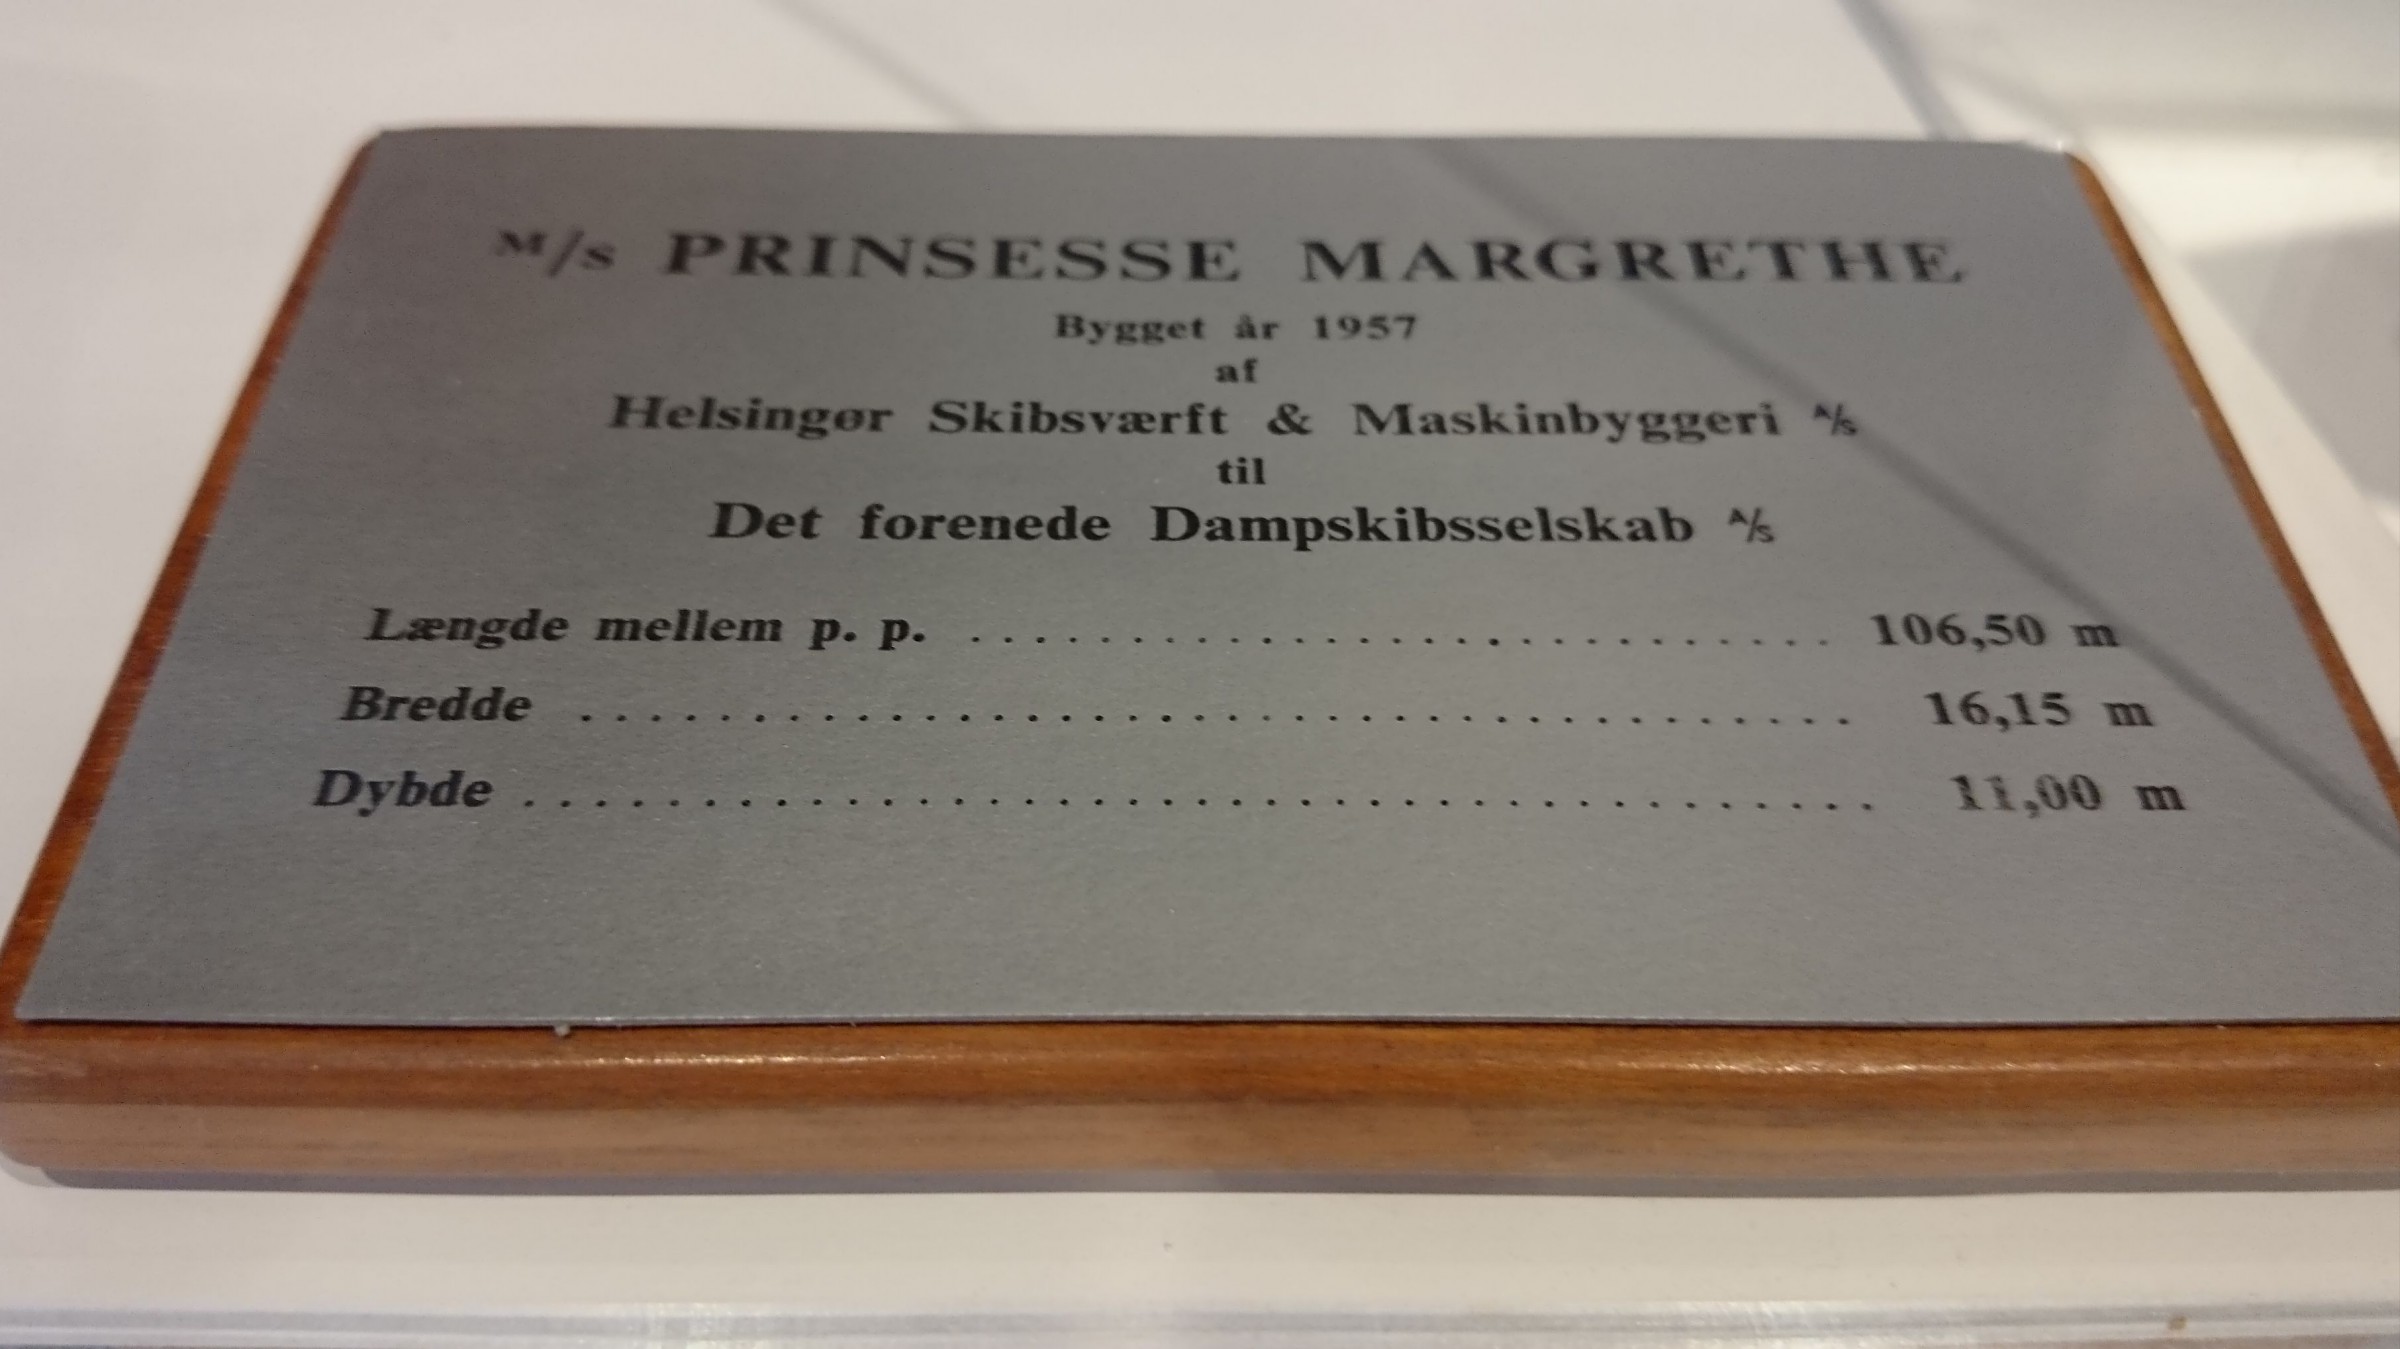 M/S PRINSESSE MARGRETHE
Bygget år 1957
af
Helsingør Skibsværft & Maskinbyggeri A/S
til
Det forenede Dampskibsselskab A/S
Længde mellem p. p. ........................... 106,50 m
Bredde ...................................... 16,15 m
Dybde ...................................... 11,00 m